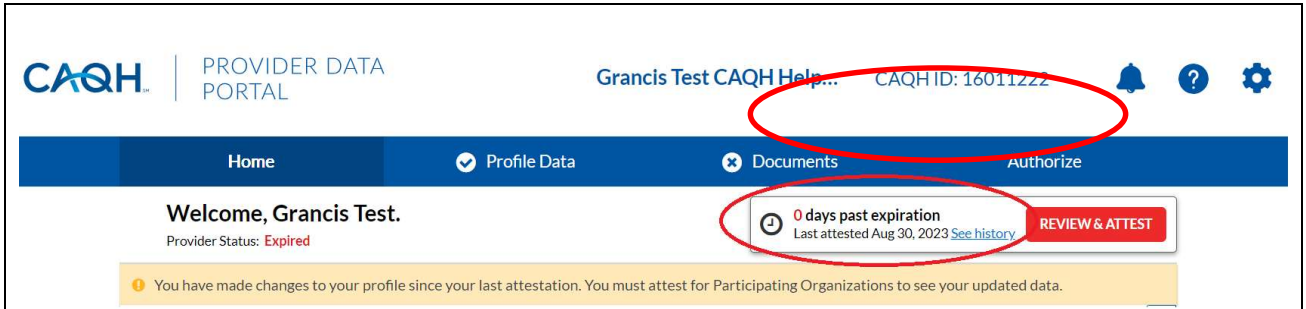 CAQH
PROVIDER DATA
PORTAL
Grancis Test CAQH Help...
CAQH ID: 16011222
?
Home
Profile Data
Documents
Authorize
Welcome, Grancis Test.
Provider Status: Expired
0 days past expiration
Last attested Aug 30, 2023 See history
REVIEW & ATTEST
You have made changes to your profile since your last attestation. You must attest for Participating Organizations to see your updated data.